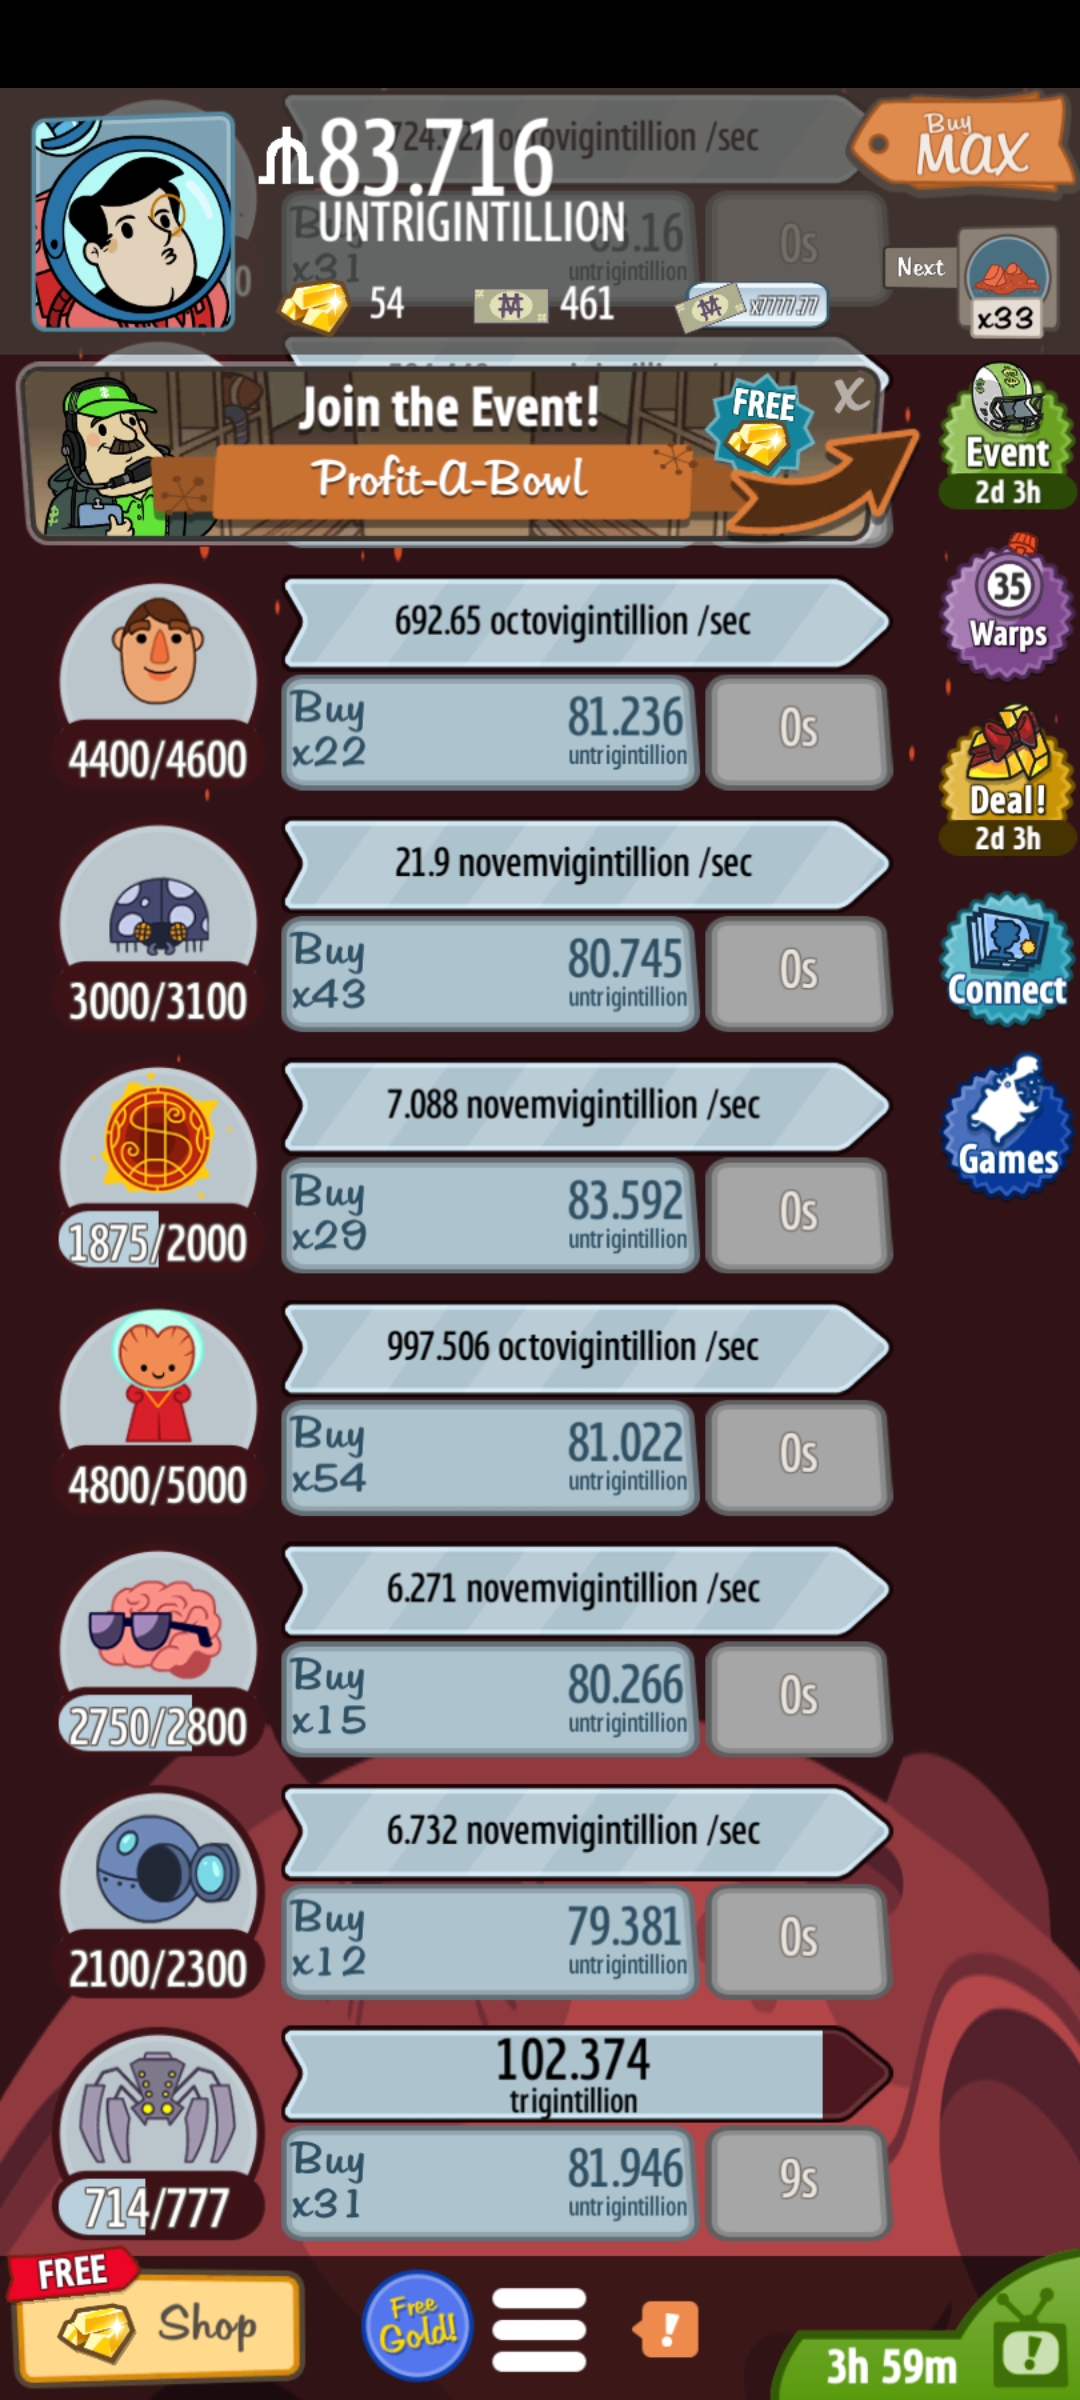 83.716
UNTRIGINTILLION
octovigintillion /sec
Buy
MAX
x31
3.16
untrigintillion
0s
54
461
x7777.77
Next
x33
Join the Event!
Profit-A-Bowl
FREE
X
Event
2d 3h
692.65 octovigintillion /sec
Buy
x22
81.236
untrigintillion
0s
4400/4600
35
Warps
21.9 novemvigintillion /sec
Buy
x43
80.745
untrigintillion
0s
3000/3100
Deal!
2d 3h
7.088 novemvigintillion /sec
Buy
x29
83.592
untrigintillion
0s
1875/2000
Connect
Games
997.506 octovigintillion /sec
Buy
x54
81.022
untrigintillion
0s
4800/5000
6.271 novemvigintillion /sec
Buy
x15
80.266
untrigintillion
0s
2750/2800
6.732 novemvigintillion /sec
Buy
x12
79.381
untrigintillion
0s
2100/2300
102.374
trigintillion
Buy
x31
81.946
untrigintillion
9s
714/777
FREE
Shop
Free
Gold!
!
3h 59m
!